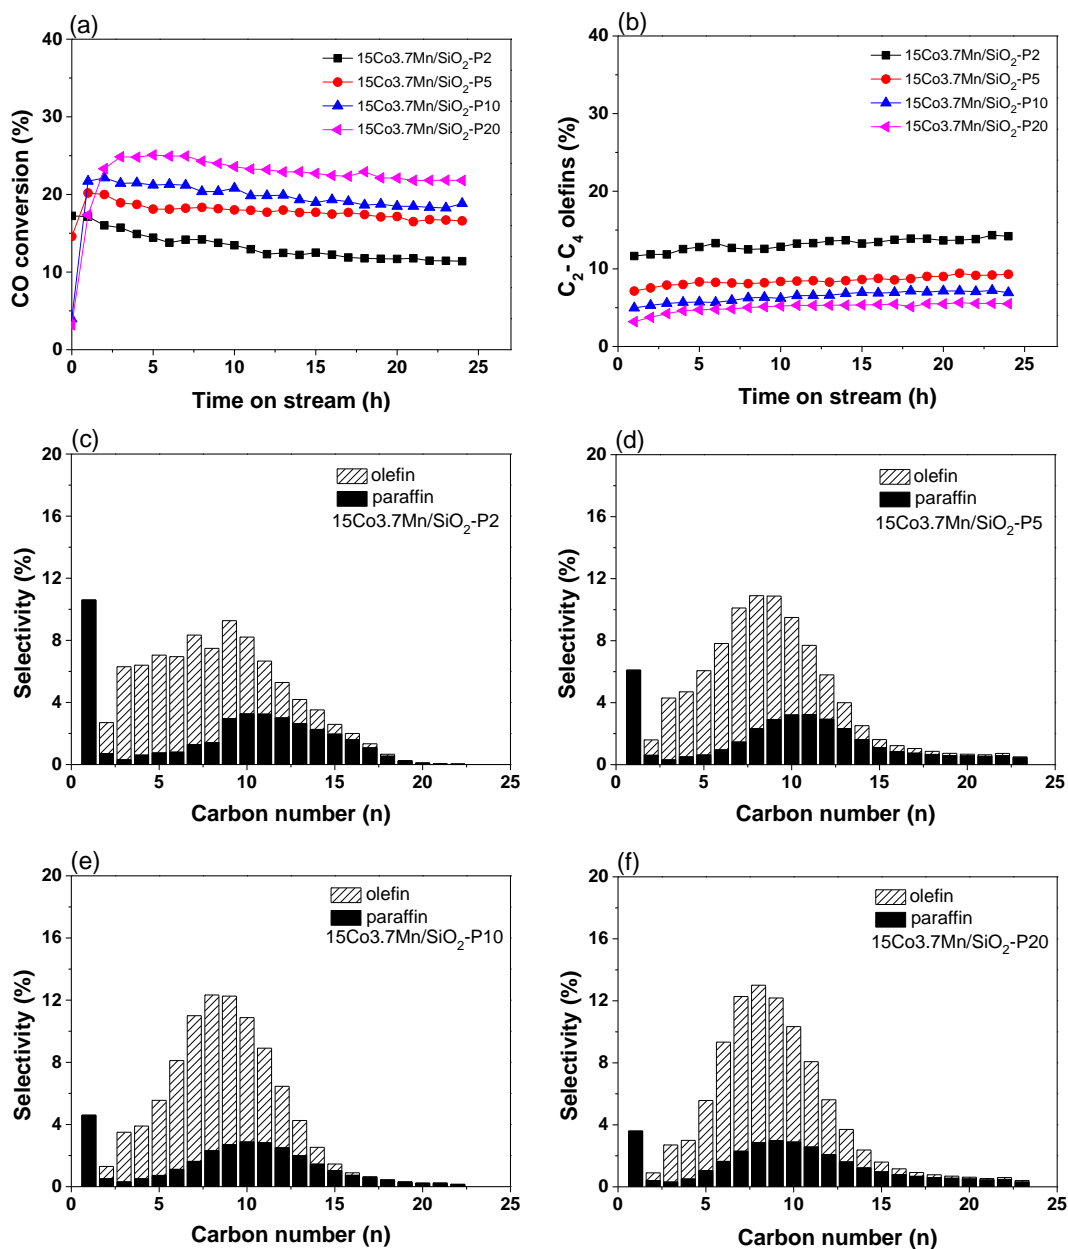 (a)
40
30
20
10
0
CO conversion (%)
15Co3.7Mn/SiO2-P2
15Co3.7Mn/SiO2-P5
15Co3.7Mn/SiO2-P10
15Co3.7Mn/SiO2-P20
0 5 10 15 20 25
Time on stream (h)
(b)
40
30
20
10
0
C2- C4 olefins (%)
15Co3.7Mn/SiO2-P2
15Co3.7Mn/SiO2-P5
15Co3.7Mn/SiO2-P10
15Co3.7Mn/SiO2-P20
0 5 10 15 20 25
Time on stream (h)
(c)
20
16
12
8
4
0
Selectivity (%)
olefin
paraffin
15Co3.7Mn/SiO2-P2
0 5 10 15 20 25
Carbon number (n)
(d)
20
16
12
8
4
0
Selectivity (%)
olefin
paraffin
15Co3.7Mn/SiO2-P5
0 5 10 15 20 25
Carbon number (n)
(e)
20
16
12
8
4
0
Selectivity (%)
olefin
paraffin
15Co3.7Mn/SiO2-P10
0 5 10 15 20 25
Carbon number (n)
(f)
20
16
12
8
4
0
Selectivity (%)
olefin
paraffin
15Co3.7Mn/SiO2-P20
0 5 10 15 20 25
Carbon number (n)